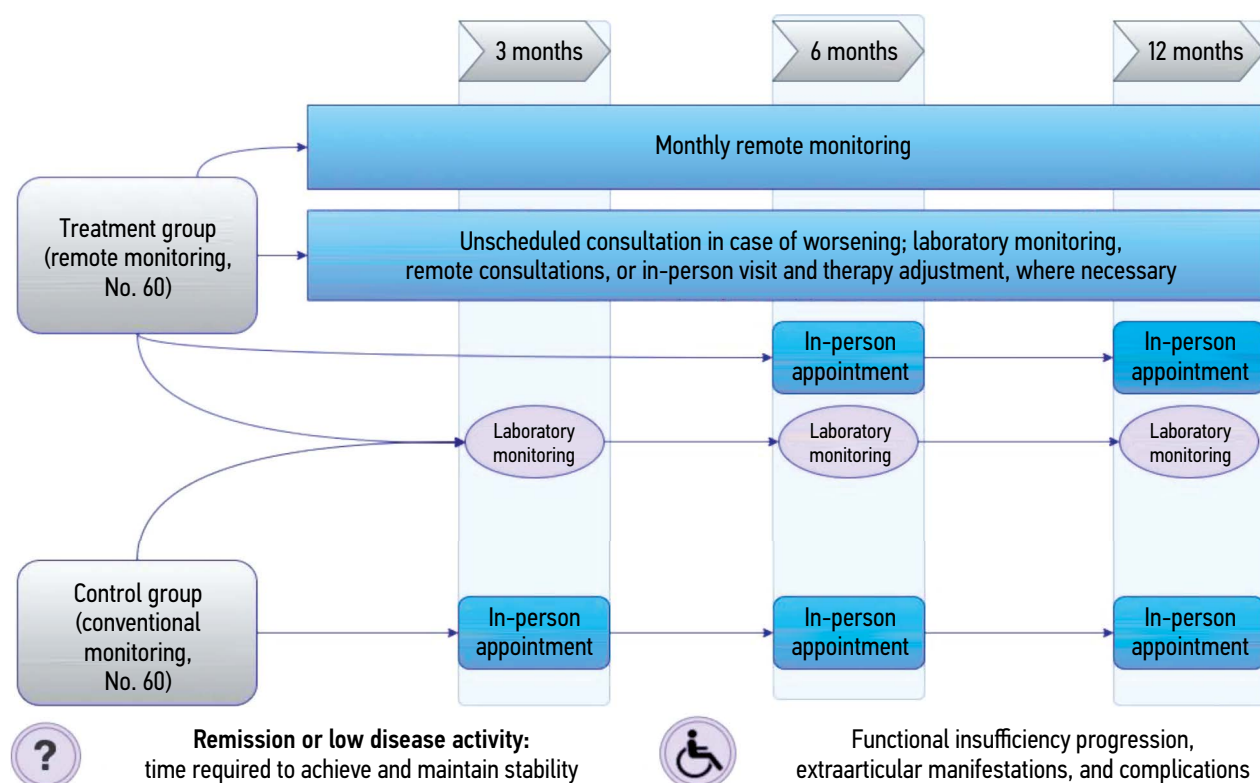 3 months
6 months
12 months
Monthly remote monitoring
Treatment group
(remote monitoring,
No. 60)
Unscheduled consultation in case of worsening; laboratory monitoring,
remote consultations, or in-person visit and therapy adjustment, where necessary
In-person
appointment
In-person
appointment
Laboratory
monitoring
Laboratory
monitoring
Laboratory
monitoring
Control group
(conventional
monitoring,
No. 60)
In-person
appointment
In-person
appointment
In-person
appointment
?
Remission or low disease activity:
time required to achieve and maintain stability
Functional insufficiency progression,
extraarticular manifestations, and complications